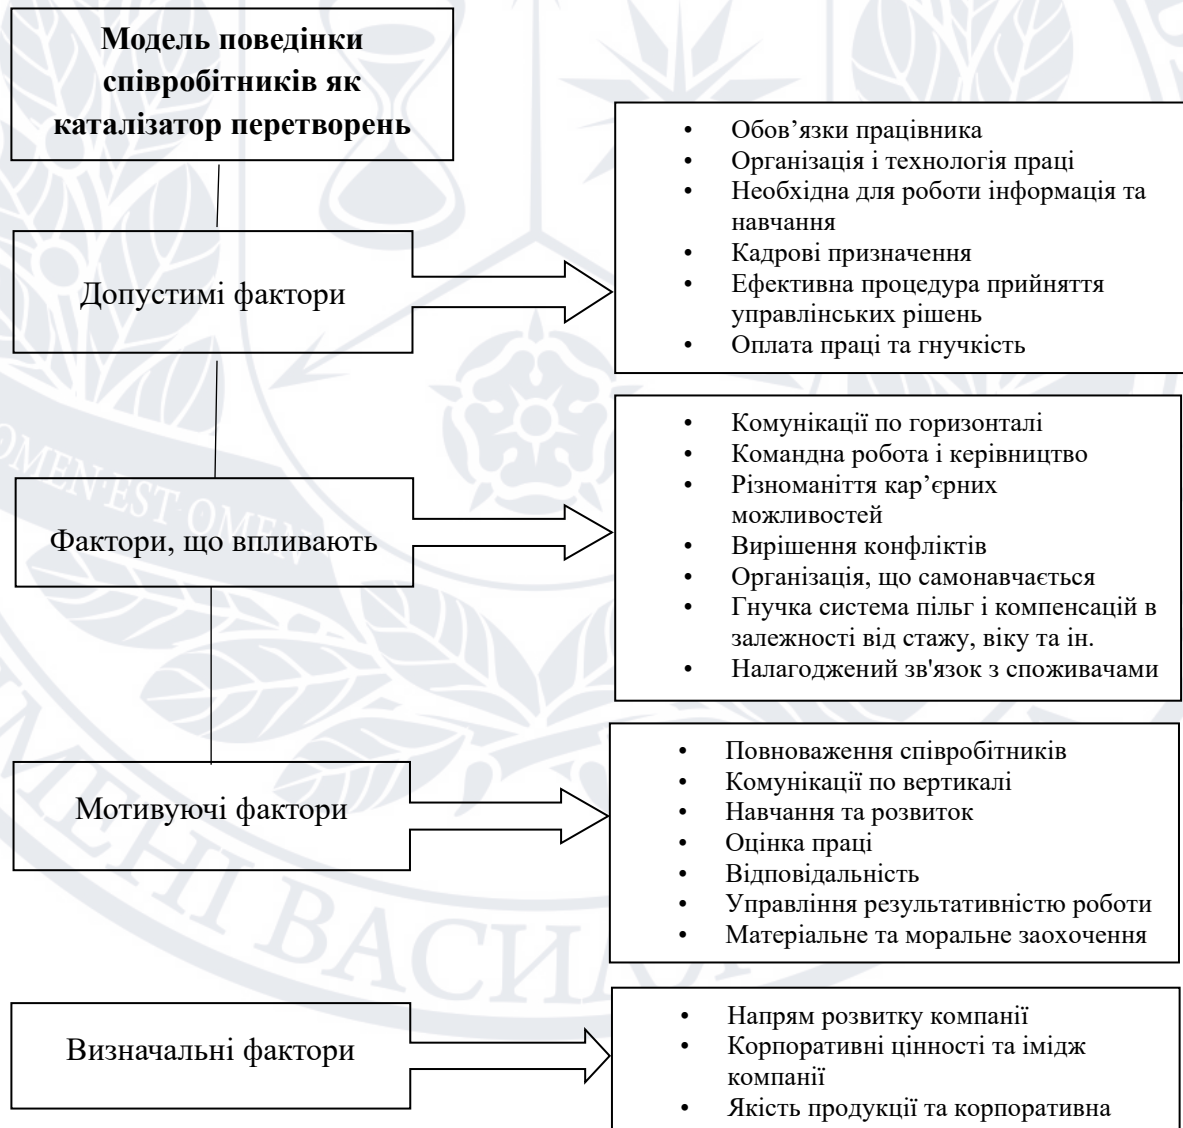 Модель поведінки
співробітників як
каталізатор перетворень
Допустимі фактори
• Обов’язки працівника
• Організація і технологія праці
• Необхідна для роботи інформація та
навчання
• Кадрові призначення
• Ефективна процедура прийняття
управлінських рішень
• Оплата праці та гнучкість
Фактори, що впливають
• Комунікації по горизонталі
• Командна робота і керівництво
• Різноманіття кар’єрних
можливостей
• Вирішення конфліктів
• Організація, що самонавчається
• Гнучка система пільг і компенсацій в
залежності від стажу, віку та ін.
• Налагоджений зв'язок з споживачами
Мотивуючі фактори
• Повноваження співробітників
• Комунікації по вертикалі
• Навчання та розвиток
• Оцінка праці
• Відповідальність
• Управління результативністю роботи
• Матеріальне та моральне заохочення
Визначальні фактори
• Напрям розвитку компанії
• Корпоративні цінності та імідж
компанії
• Якість продукції та корпоративна
OMEN EST OMEN
МЕНІ ВАСИЛ